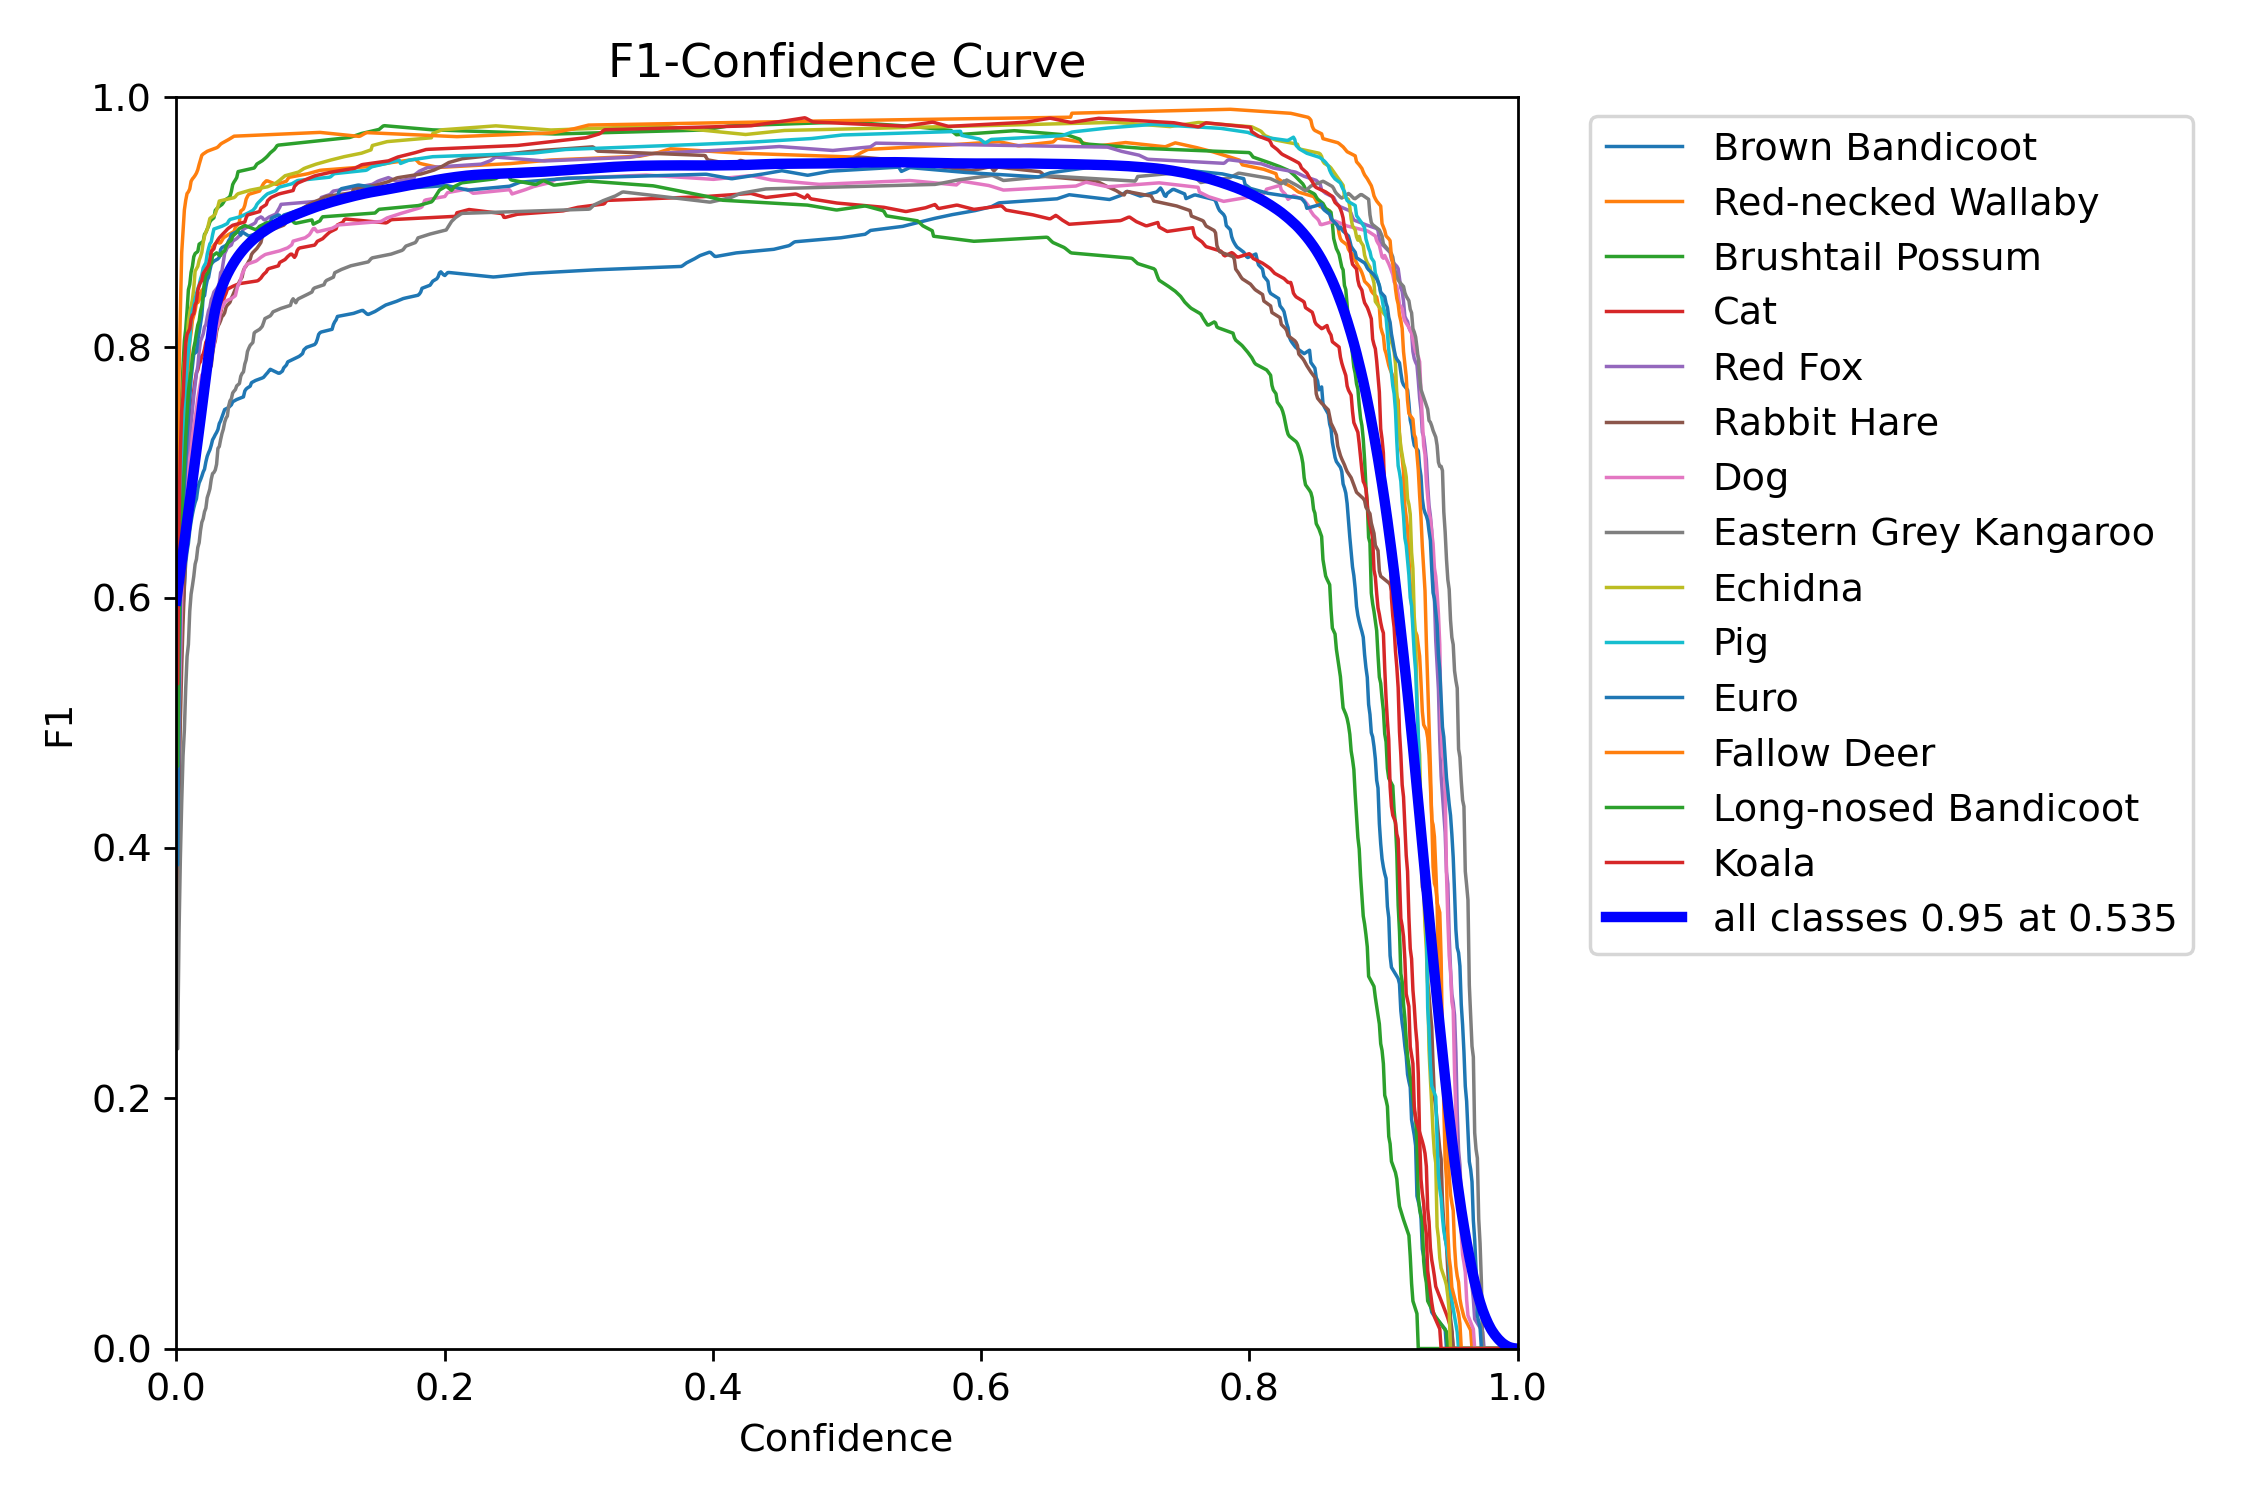 F1-Confidence Curve
1.0
0.8
0.6
0.4
0.2
0.0
F1
0.0 0.2 0.4 0.6 0.8 1.0
Confidence
Brown Bandicoot
Red-necked Wallaby
Brushtail Possum
Cat
Red Fox
Rabbit Hare
Dog
Eastern Grey Kangaroo
Echidna
Pig
Euro
Fallow Deer
Long-nosed Bandicoot
Koala
all classes 0.95 at 0.535